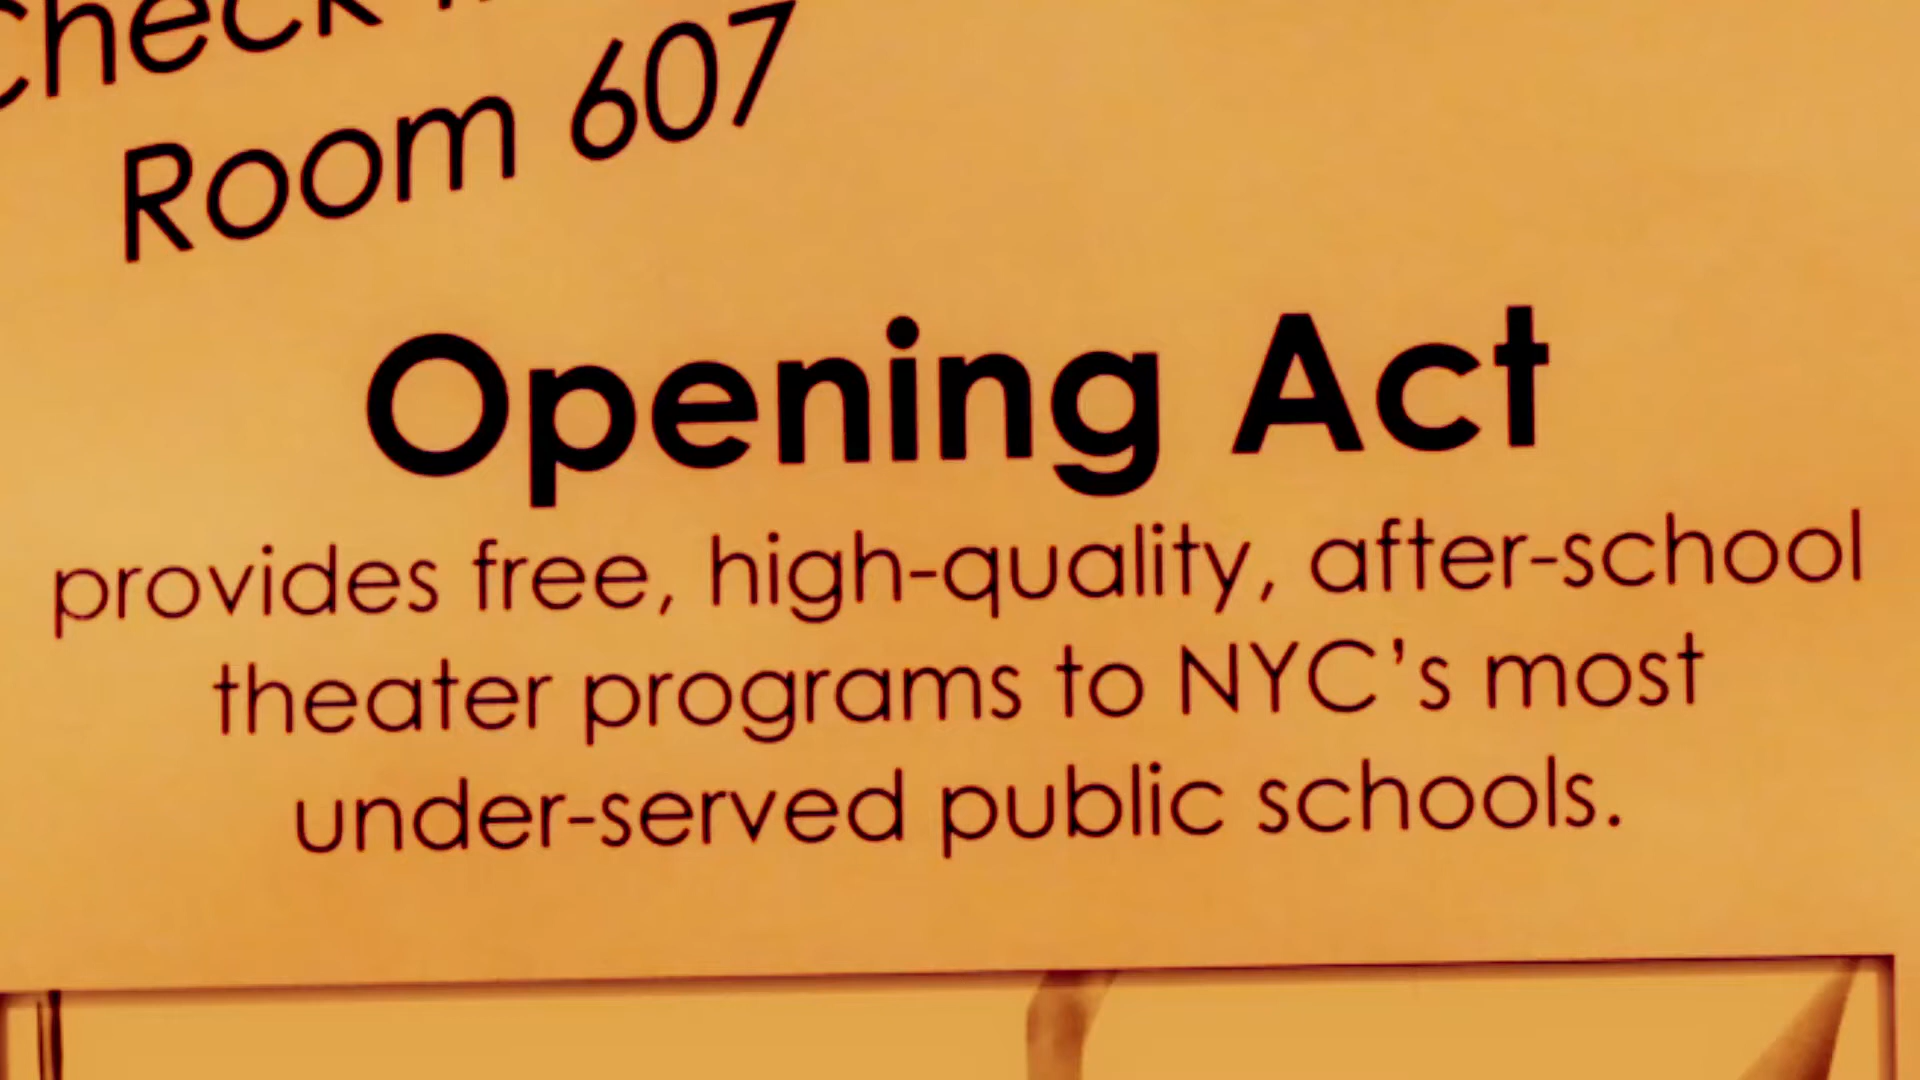 Check
Room 607
Opening Act
provides free, high-quality, after-school
theater programs to NYC's most
under-served public schools.